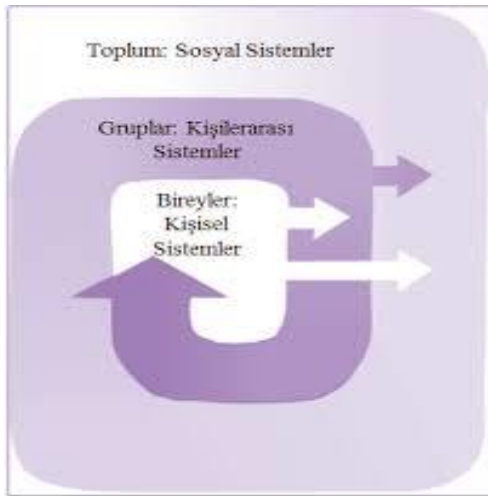 Toplum: Sosyal Sistemler
Gruplar: Kişilerarası
Sistemler
Bireyler:
Kişisel
Sistemler